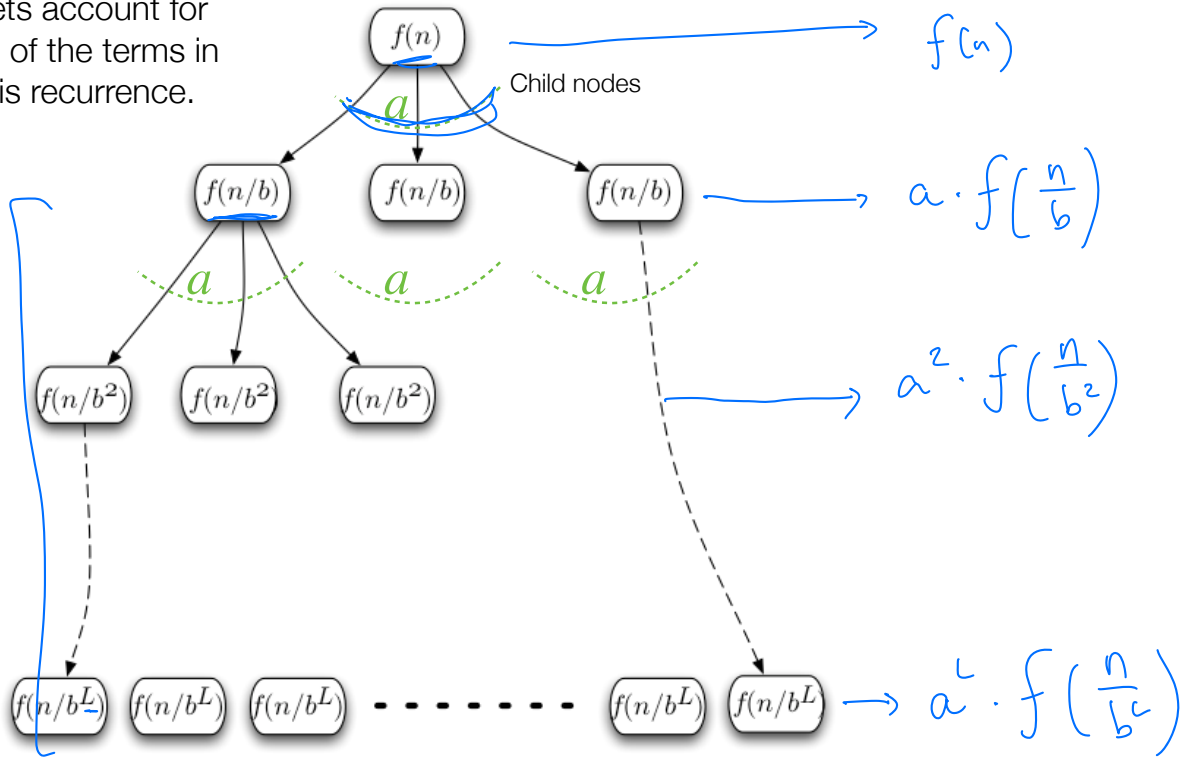 ets account for
of the terms in
is recurrence.
f(n)
f(n)
Child nodes
a
f(n/b) f(n/b) f(n/b)
a · f(n/b)
a a a
f(n/b²) f(n/b²) f(n/b²)
a² · f(n/b²)
f(n/b^L) f(n/b^L) f(n/b^L) f(n/b^L) f(n/b^L)
a^L · f(n/b^L)